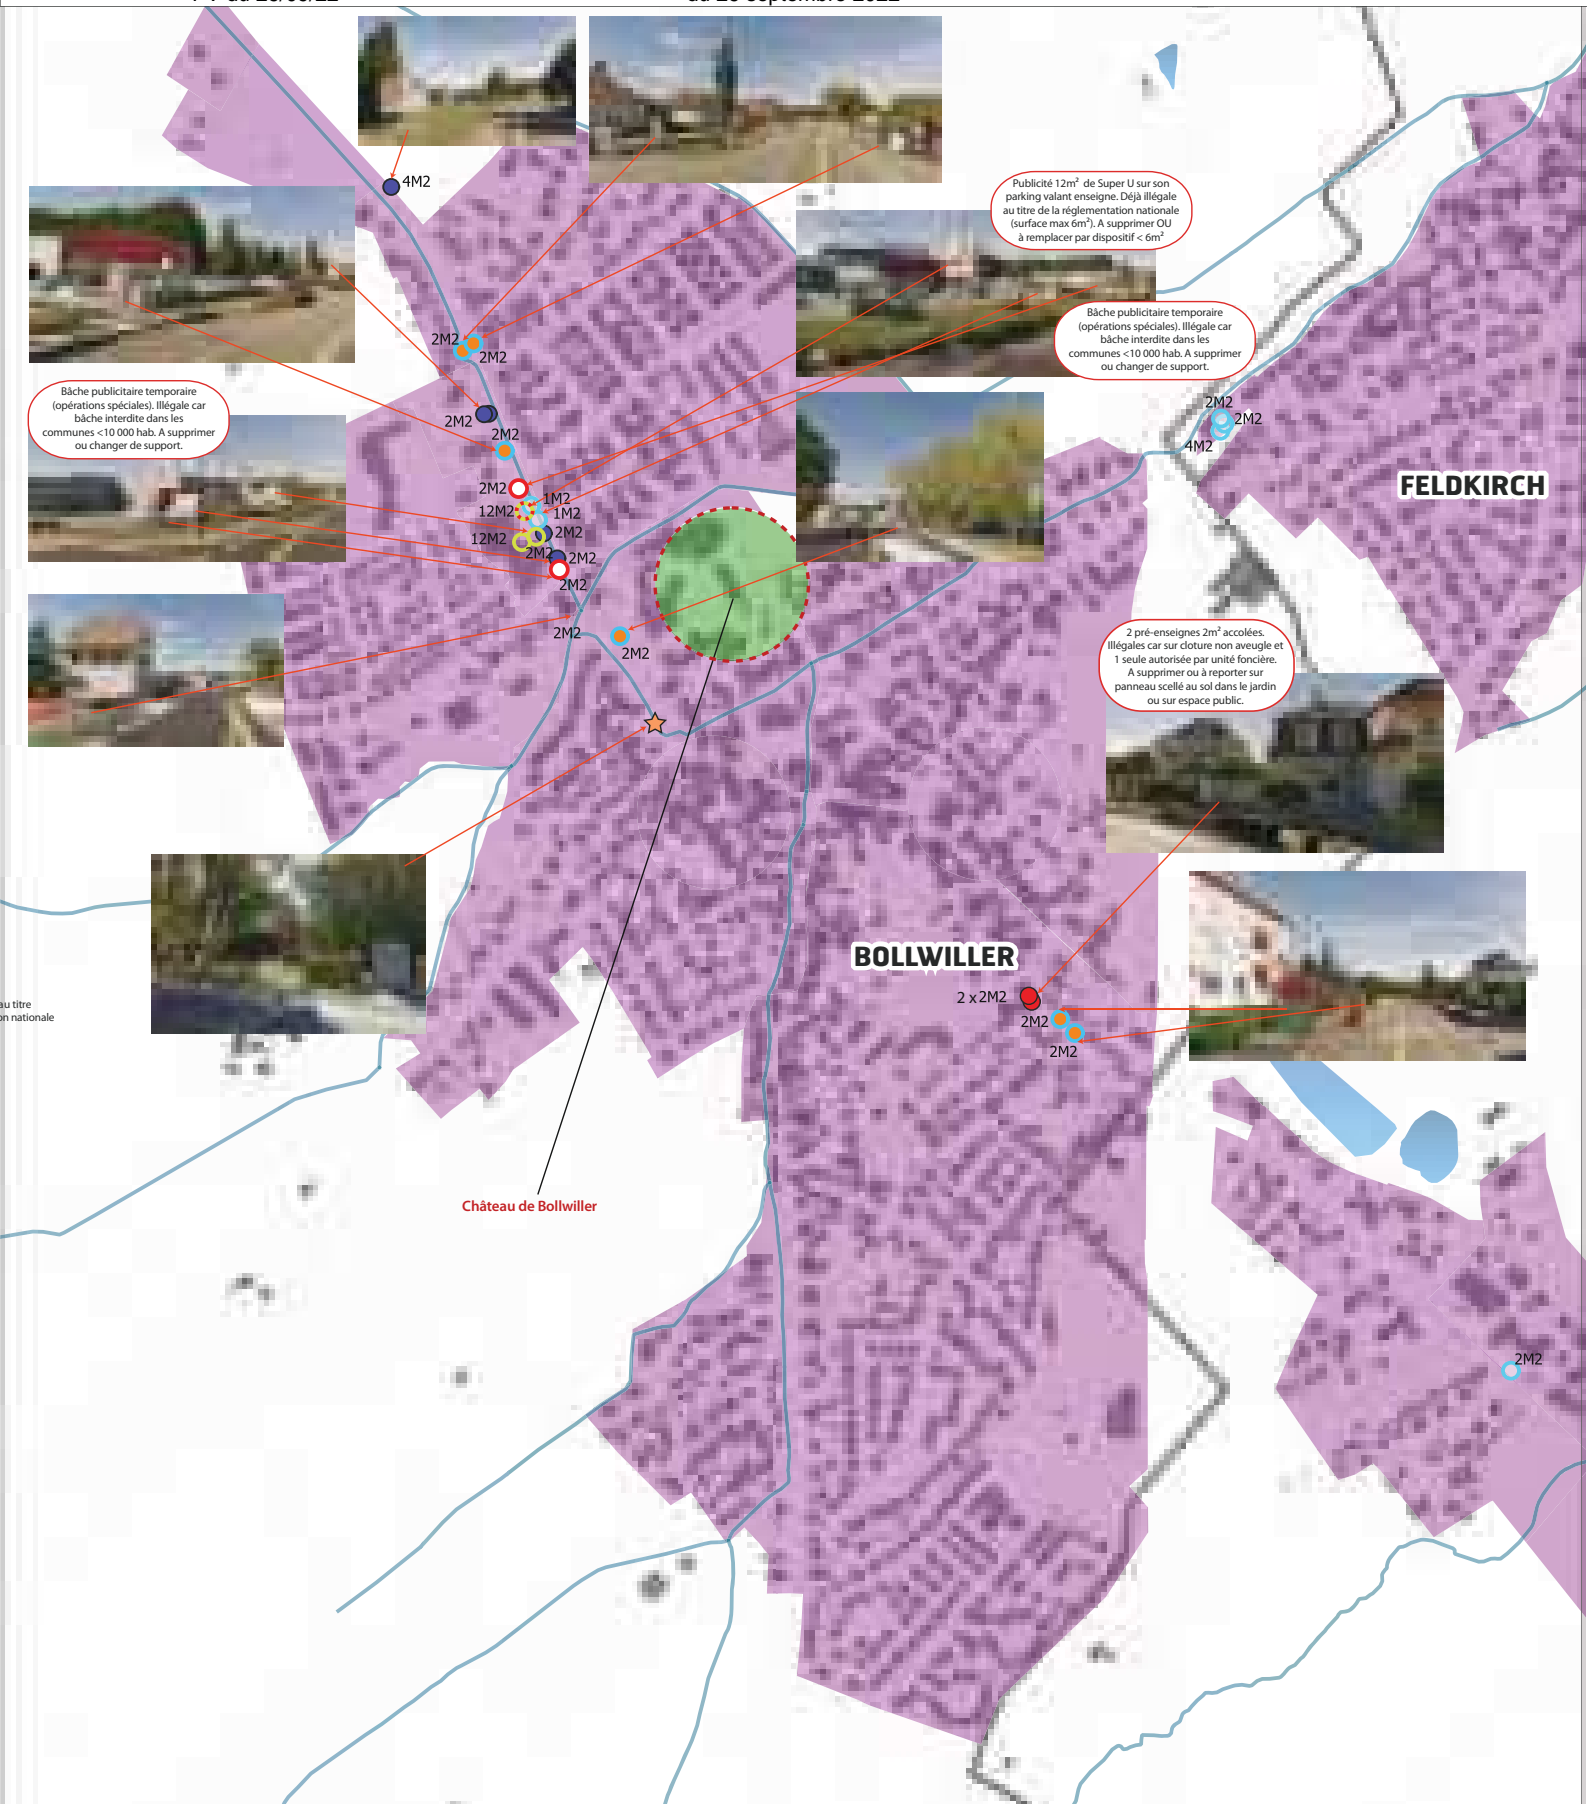 du 28 septembre 2022
4M2
Publicité 12m² de Super U sur son
parking valant enseigne. Déjà illégale
au titre de la réglementation nationale
(surface max 6m²). A supprimer OU
à remplacer par dispositif < 6m²
Bâche publicitaire temporaire
(opérations spéciales). Illégale car
bâche interdite dans les
communes <10 000 hab. A supprimer
ou changer de support.
2M2
2M2
Bâche publicitaire temporaire
(opérations spéciales). Illégale car
bâche interdite dans les
communes <10 000 hab. A supprimer
ou changer de support.
2M2
2M2
2M2
2M2
4M2
FELDKIRCH
2M2
1M2
12M2
1M2
2M2
12M2
2M2
2M2
2M2
2M2
2M2
2 pré-enseignes 2m² accolées.
Illégales car sur cloture non aveugle et
1 seule autorisée par unité foncière.
A supprimer ou à reporter sur
panneau scellé au sol dans le jardin
ou sur espace public.
BOLLWILLER
2 x 2M2
2M2
2M2
au titre
on nationale
Château de Bollwiller
2M2